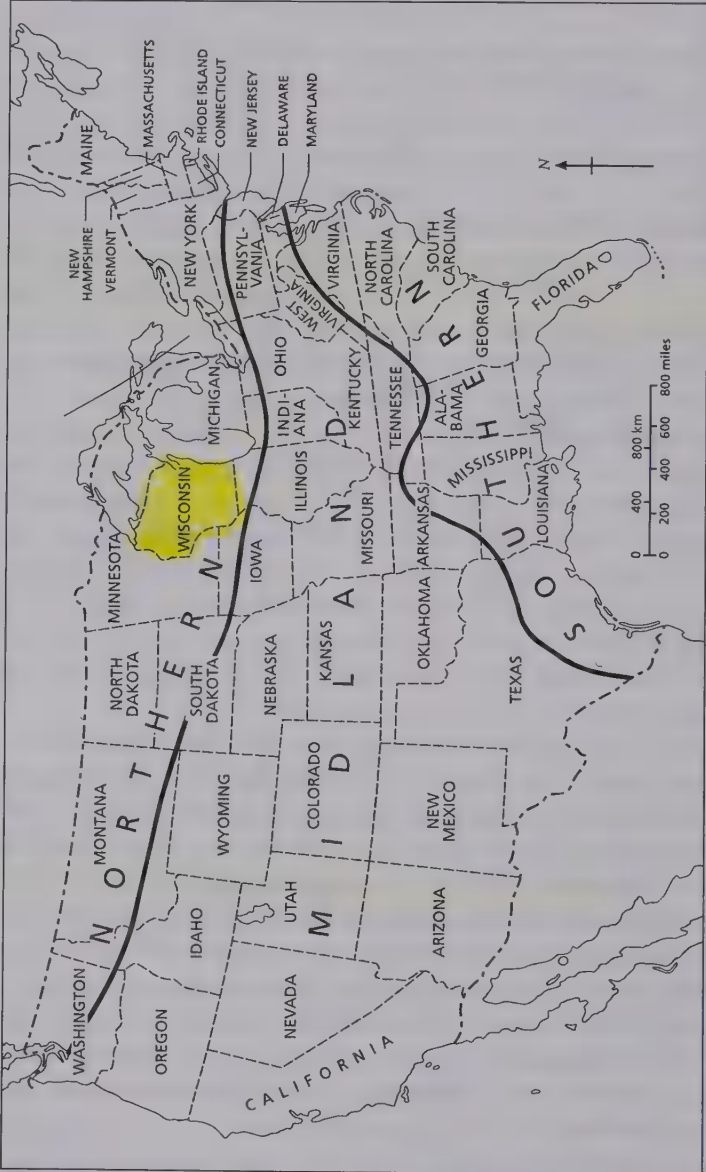 MAINE
MASSACHUSETTS
RHODE ISLAND
CONNECTICUT
NEW JERSEY
DELAWARE
MARYLAND
NEW
HAMPSHIRE
VERMONT
NEW YORK
PENNSYL-
VANIA
WEST
VIRGINIA
VIRGINIA
NORTH
CAROLINA
SOUTH
CAROLINA
GEORGIA
FLORIDA
OHIO
MICHIGAN
INDI-
ANA
KENTUCKY
TENNESSEE
ALA-
BAMA
MISSISSIPPI
LOUISIANA
WISCONSIN
ILLINOIS
MINNESOTA
IOWA
MISSOURI
ARKANSAS
NORTH
DAKOTA
SOUTH
DAKOTA
NEBRASKA
KANSAS
OKLAHOMA
TEXAS
MONTANA
WYOMING
COLORADO
NEW
MEXICO
IDAHO
UTAH
ARIZONA
WASHINGTON
OREGON
NEVADA
CALIFORNIA
NORTHERN
MIDLAND
SOUTHERN
N
0 400 800 km
0 200 400 600 800 miles